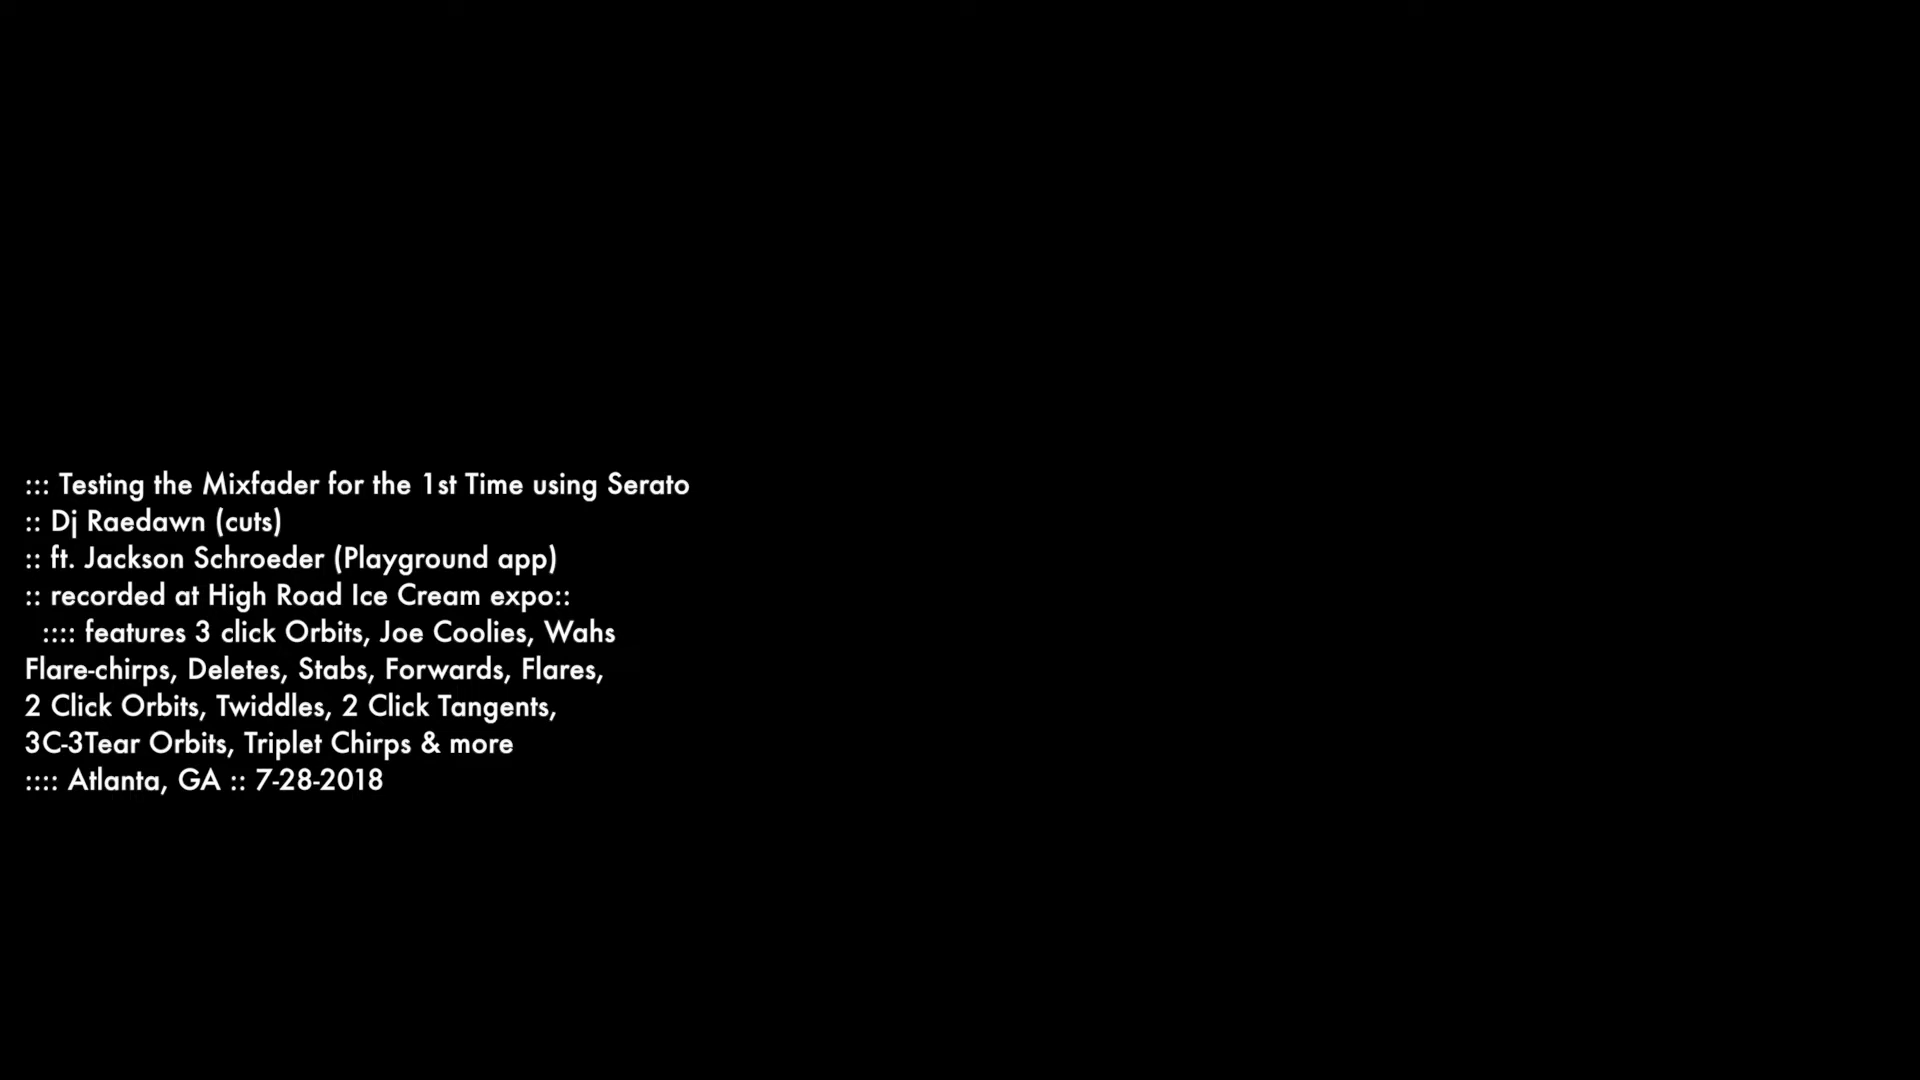 ::: Testing the Mixfader for the 1st Time using Serato
:: Dj Raedawn (cuts)
:: ft. Jackson Schroeder (Playground app)
:: recorded at High Road Ice Cream expo::
:::: features 3 click Orbits, Joe Coolies, Wahs
Flare-chirps, Deletes, Stabs, Forwards, Flares,
2 Click Orbits, Twiddles, 2 Click Tangents,
3C-3Tear Orbits, Triplet Chirps & more
:::: Atlanta, GA :: 7-28-2018